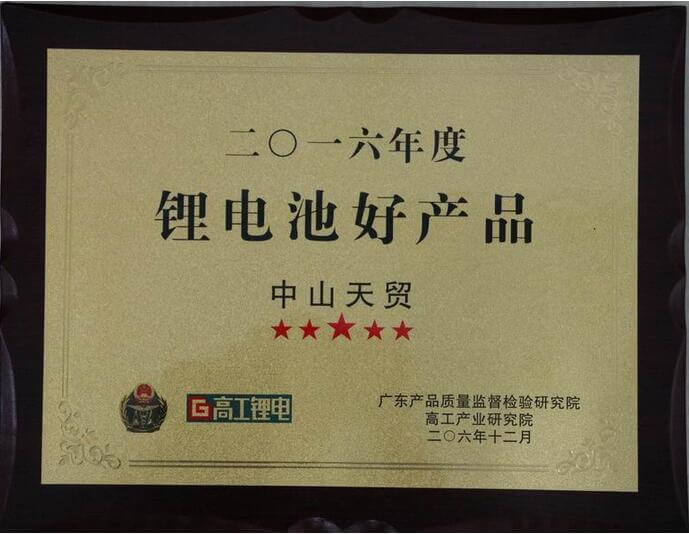 二〇一六年度
锂电池好产品
中山天贸
G 高工锂电
广东产品质量监督检验研究院
高工产业研究院
二〇六年十二月